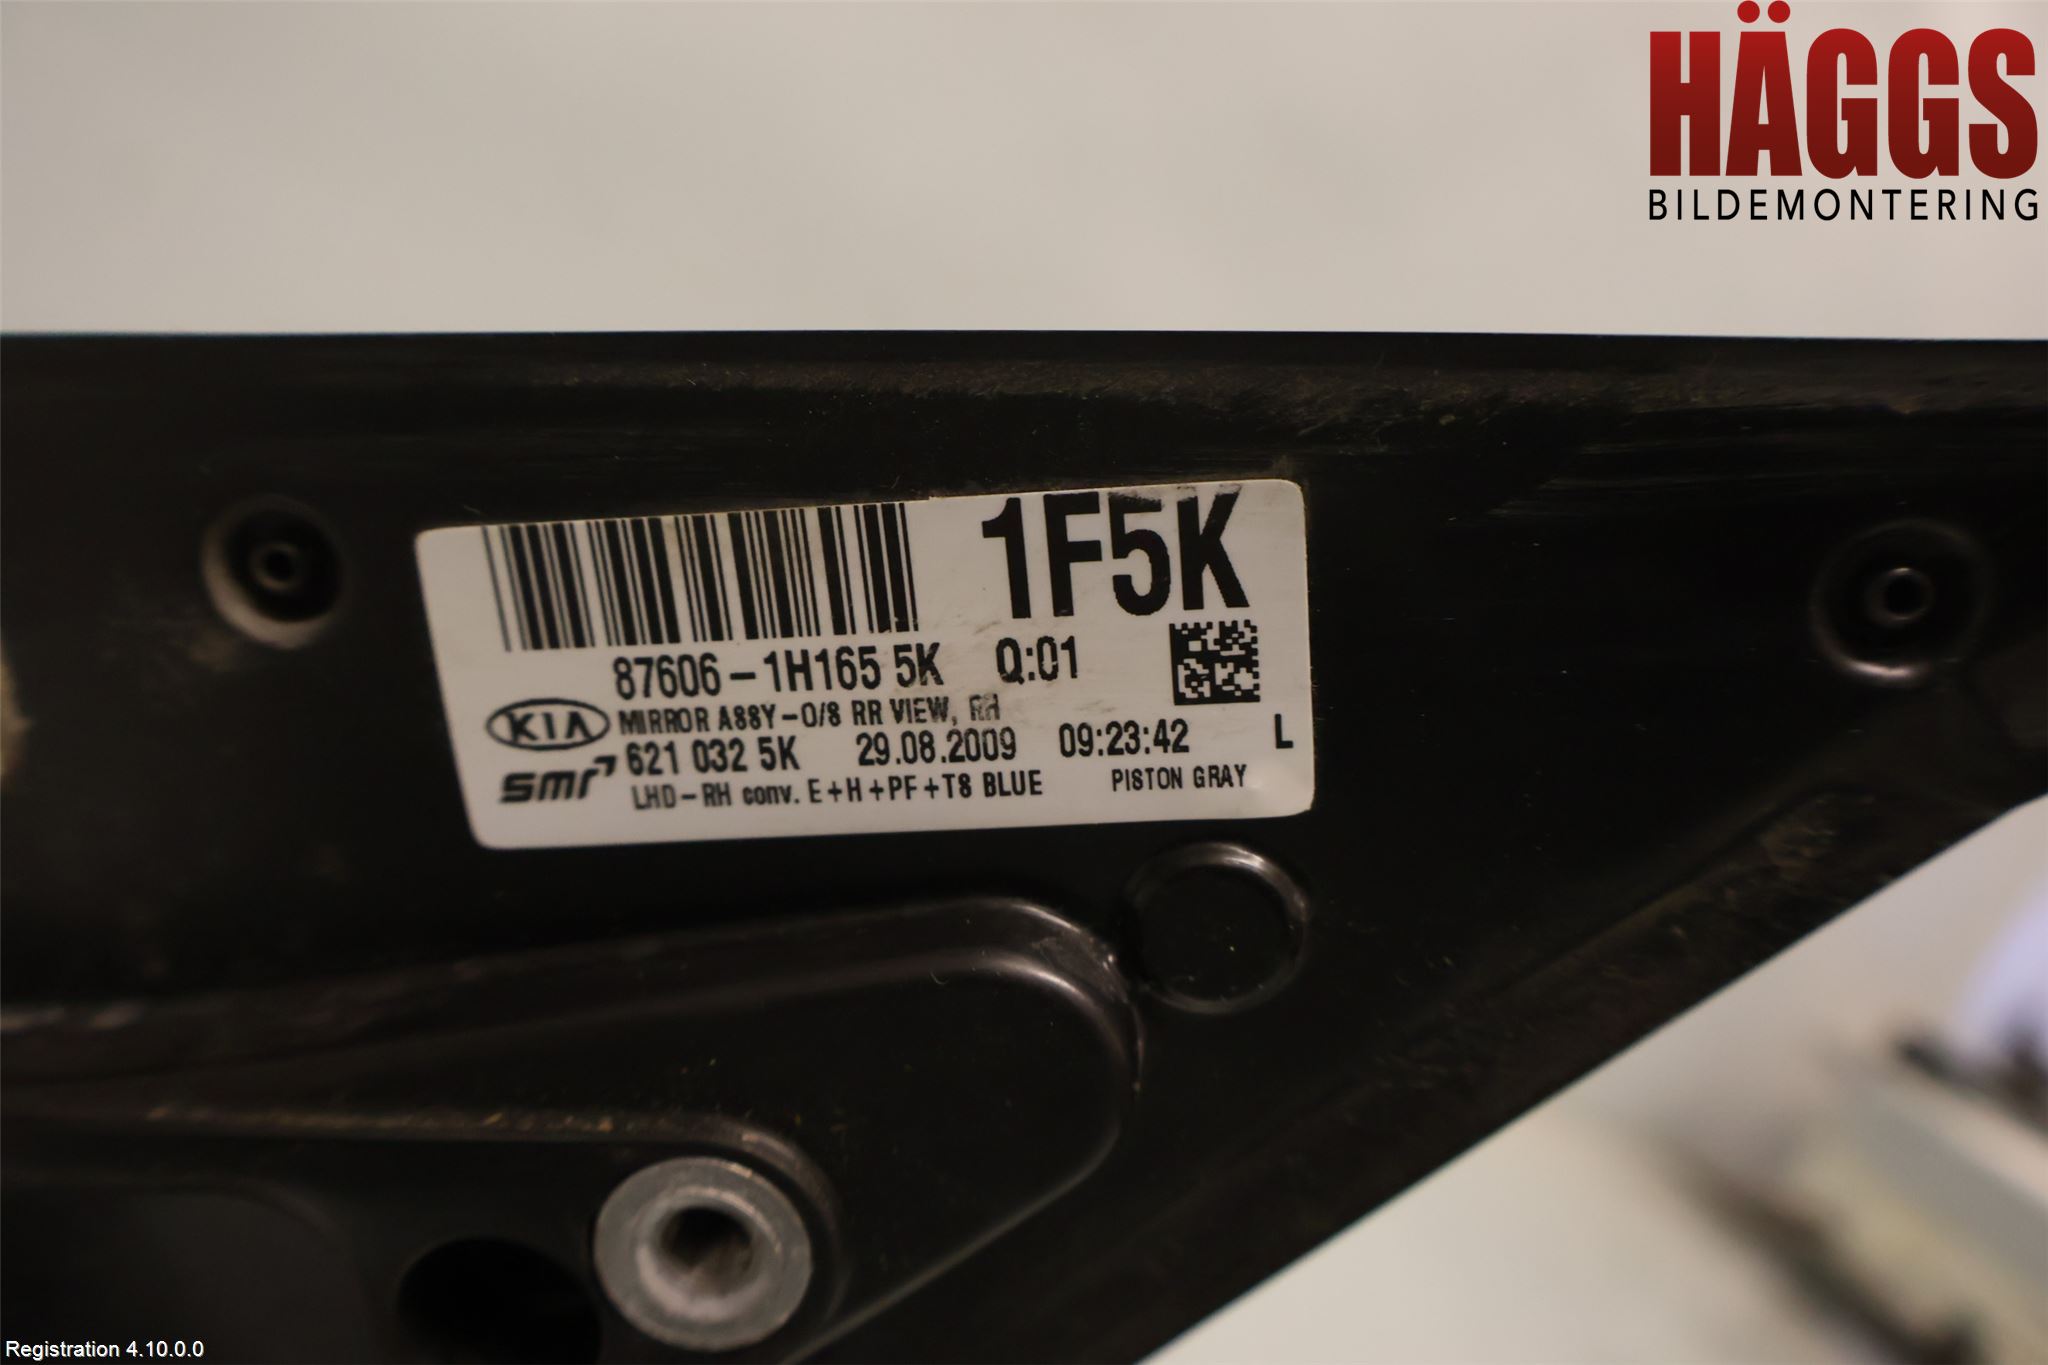 HÄGGS
BILDEMONTERING
1F5K
87606-1H165 5K Q:01
KIA MIRROR ASSY-O/S RR VIEW, RH
smr 621 032 5K 29.08.2009 09:23:42 L
LHD-RH conv. E+H+PF+TS BLUE PISTON GRAY
Registration 4.10.0.0